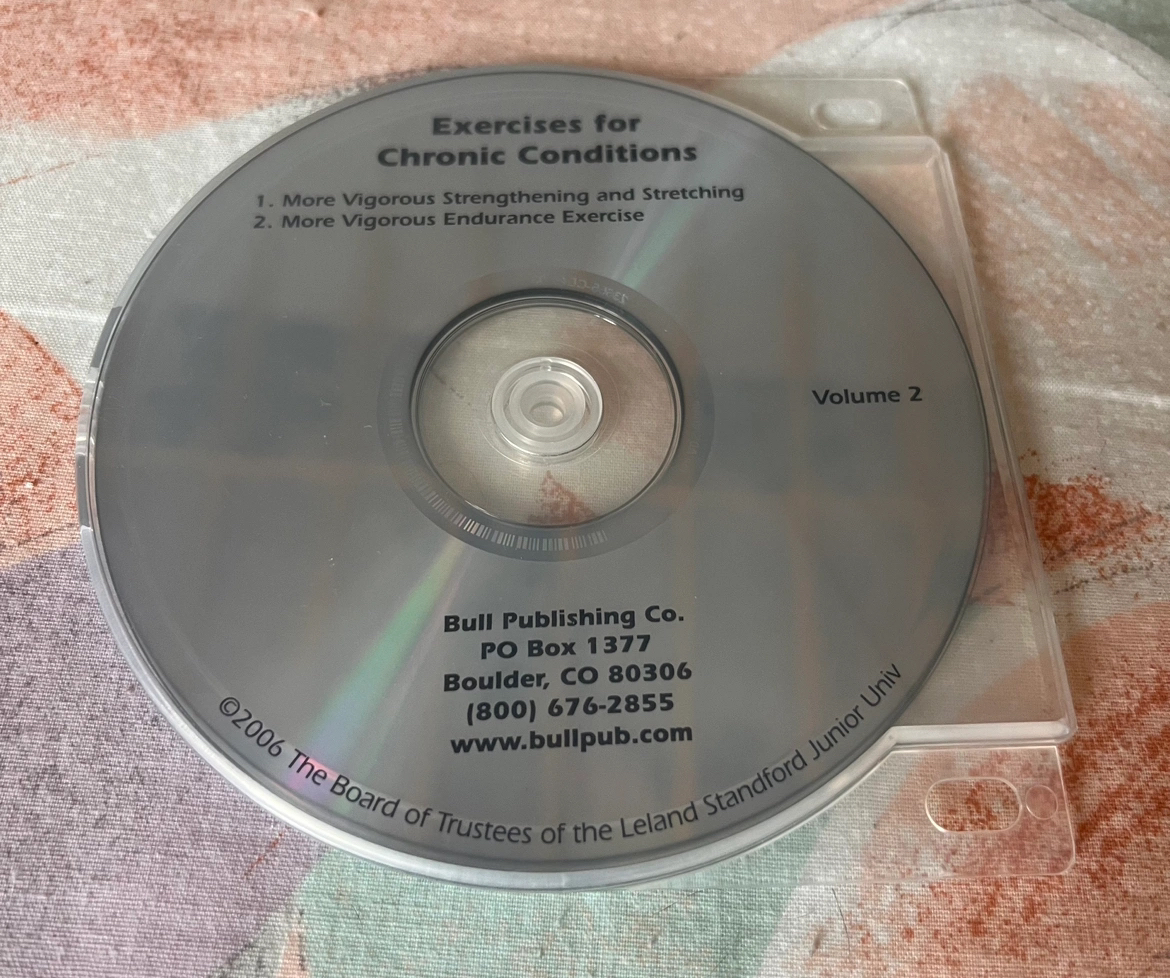 Exercises for
Chronic Conditions
1. More Vigorous Strengthening and Stretching
2. More Vigorous Endurance Exercise
Volume 2
Bull Publishing Co.
PO Box 1377
Boulder, CO 80306
(800) 676-2855
www.bullpub.com
©2006 The Board of Trustees of the Leland Standford Junior Univ